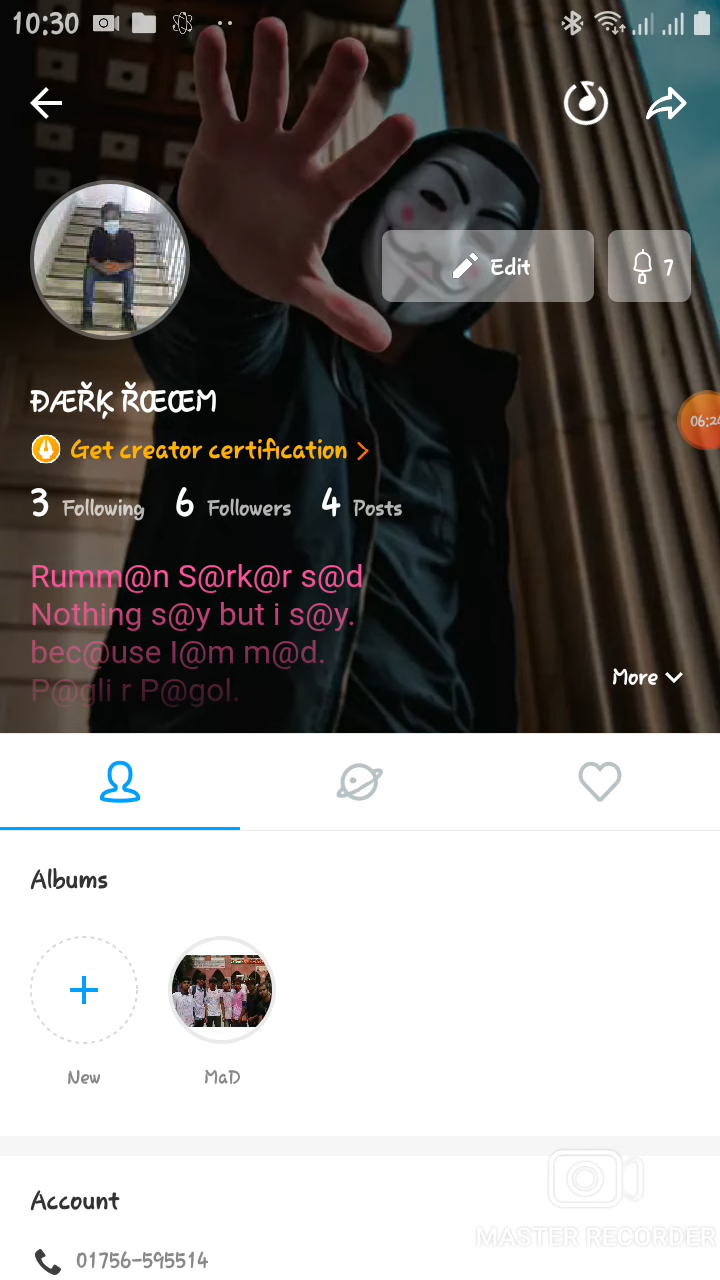 10:30
Edit
7
ĐÆŘĶ ŘŒŒM
06:2
Get creator certification >
3 Following 6 Followers 4 Posts
Rumm@n S@rk@r s@d
Nothing s@y but i s@y.
bec@use I@m m@d.
P@gli r P@gol.
More
Albums
New
MaD
Account
MASTER RECORDER
01756-595514